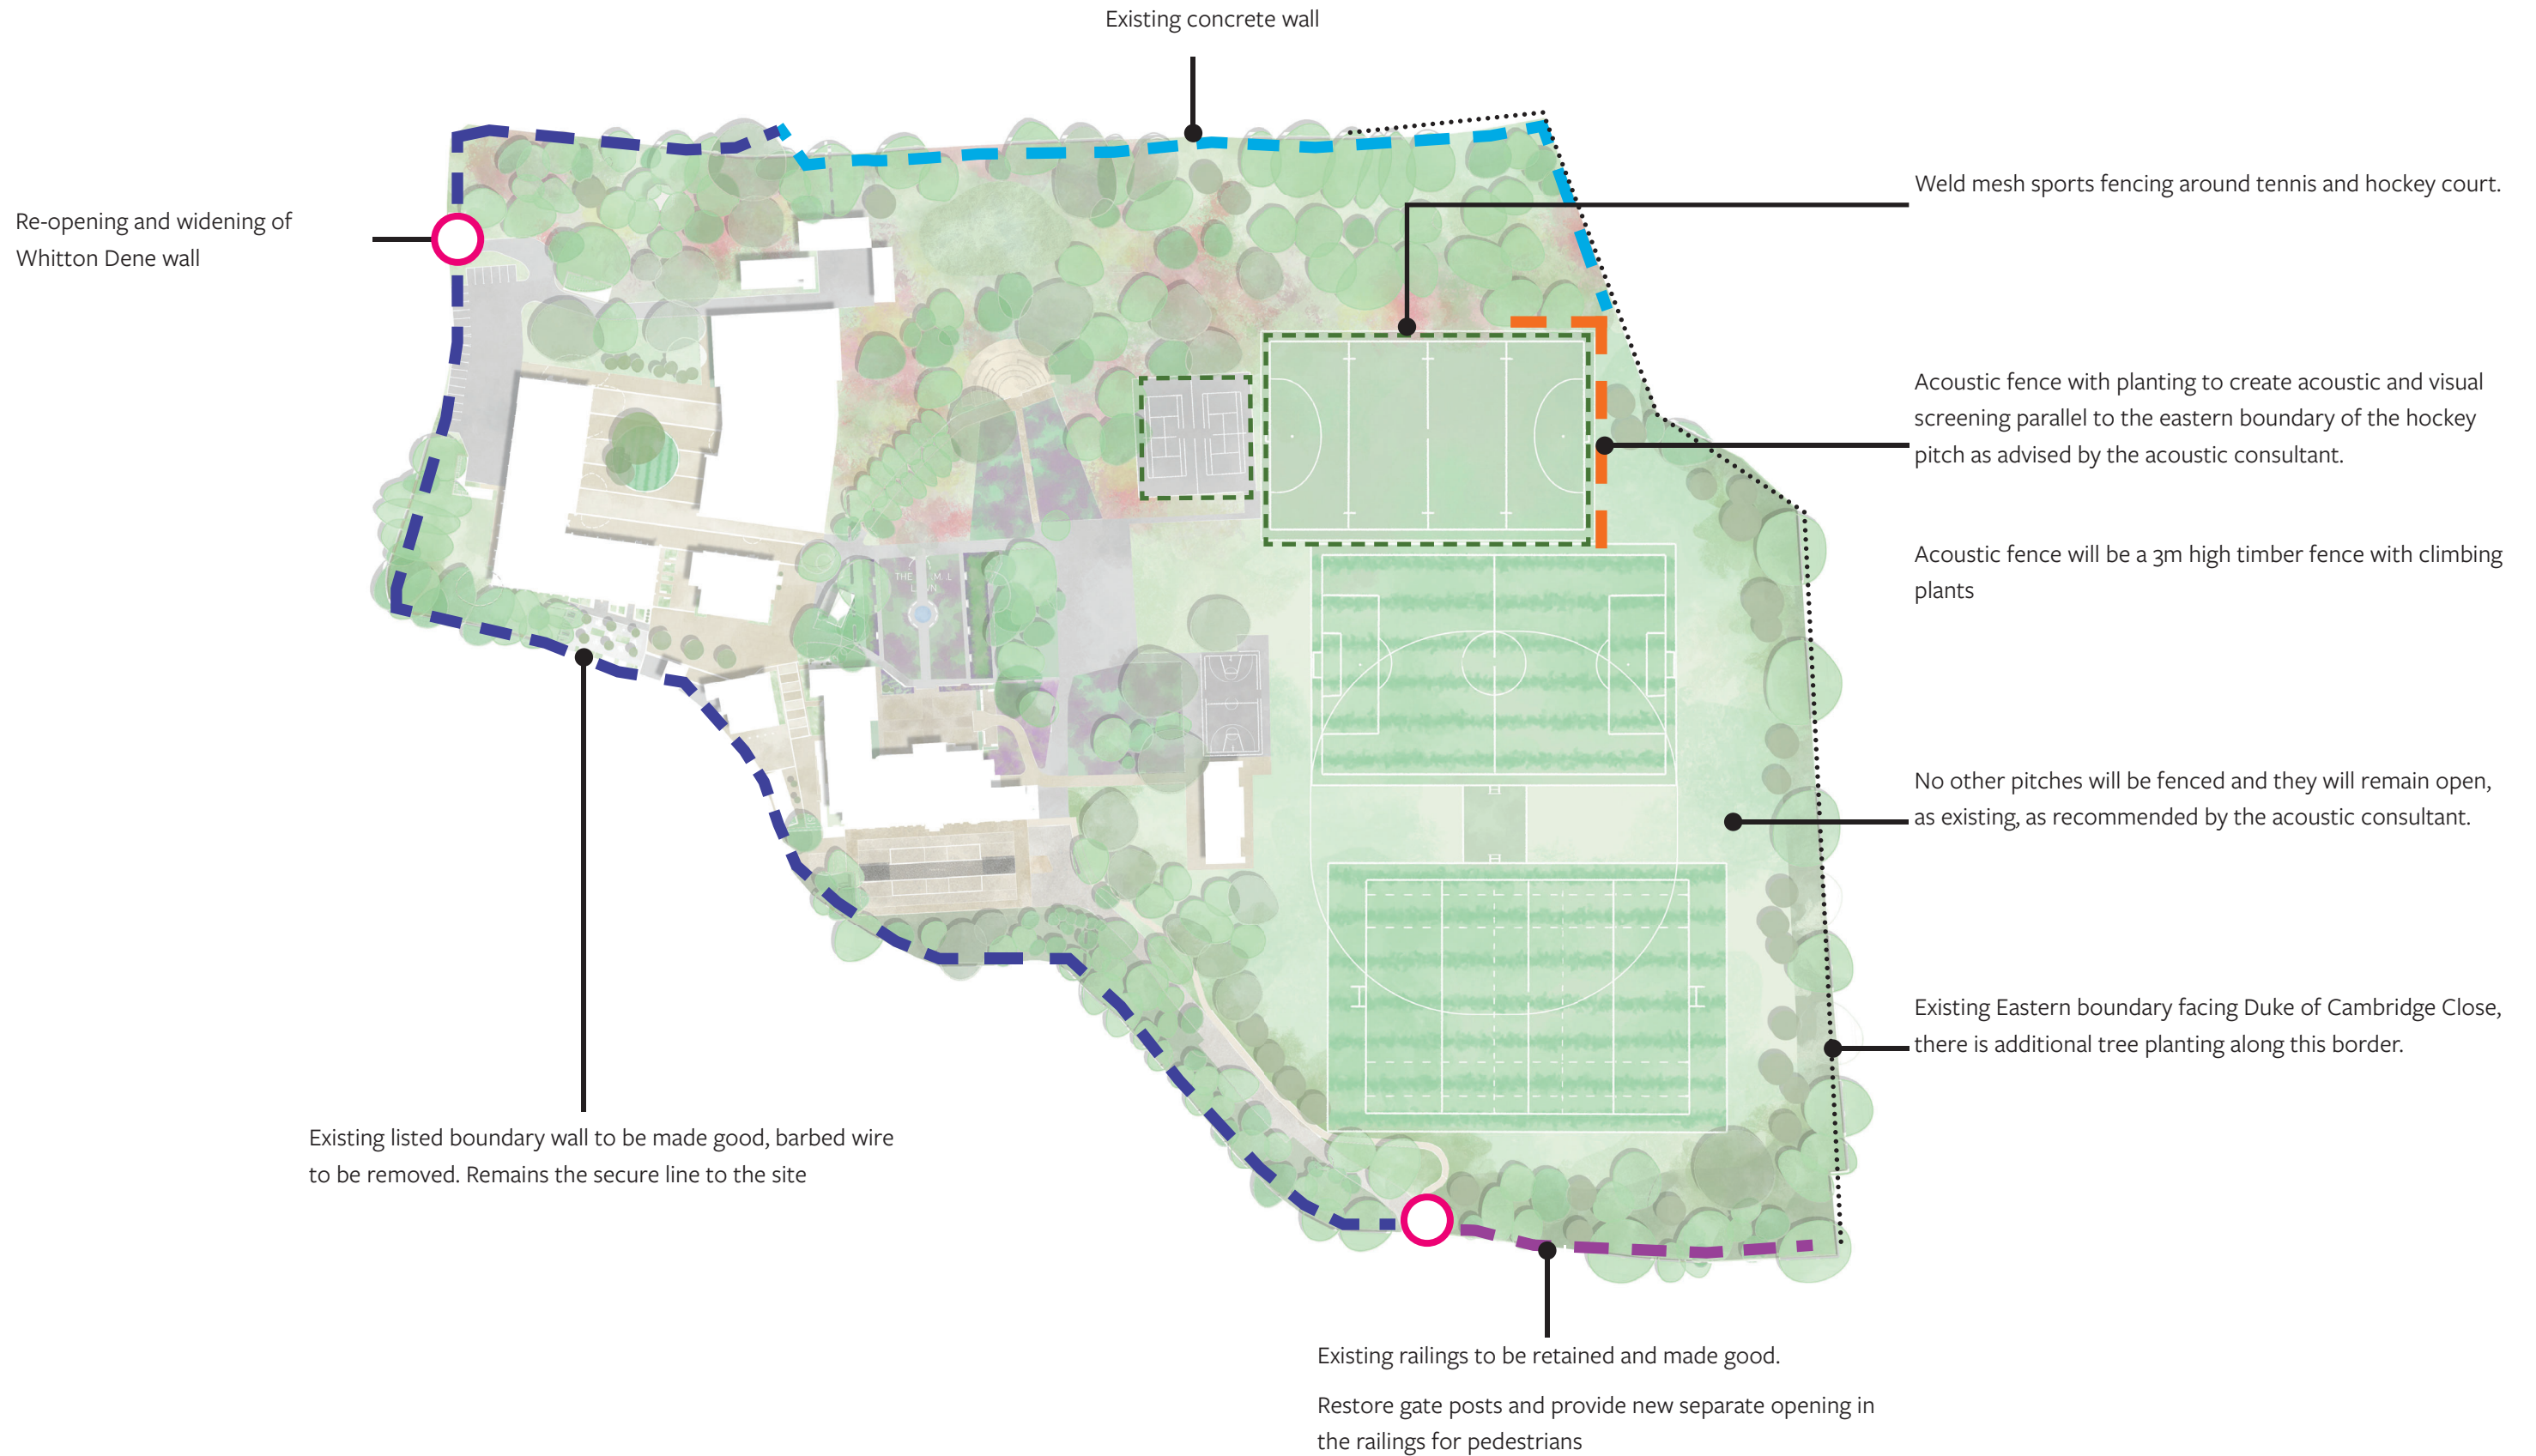 Existing concrete wall
Weld mesh sports fencing around tennis and hockey court.
Re-opening and widening of
Whitton Dene wall
Acoustic fence with planting to create acoustic and visual
screening parallel to the eastern boundary of the hockey
pitch as advised by the acoustic consultant.
Acoustic fence will be a 3m high timber fence with climbing
plants
THE
No other pitches will be fenced and they will remain open,
as existing, as recommended by the acoustic consultant.
Existing Eastern boundary facing Duke of Cambridge Close,
there is additional tree planting along this border.
Existing listed boundary wall to be made good, barbed wire
to be removed. Remains the secure line to the site
Existing railings to be retained and made good.
Restore gate posts and provide new separate opening in
the railings for pedestrians